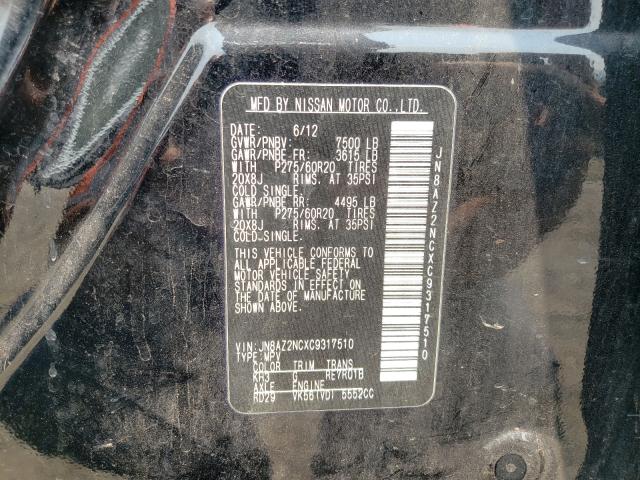 MFD BY NISSAN MOTOR CO.,LTD.
DATE: 6/12
GVWR/PNBV: 7500 LB
GAWR/PNBE FR: 3615 LB
WITH P275/60R20 TIRES
20X8J RIMS. AT 35PSI
COLD SINGLE.
GAWR/PNBE RR: 4495 LB
WITH P275/60R20 TIRES
20X8J RIMS. AT 35PSI
COLD-SINGLE.
THIS VEHICLE CONFORMS TO
ALL APPLICABLE FEDERAL
MOTOR VEHICLE SAFETY
STANDARDS IN EFFECT ON
THE DATE OF MANUFACTURE
SHOWN ABOVE.
VIN:JN8AZ2NCXC9317510
TYPE:MPV
COLOR TRIM TRANS
KH3 G RE7R01B
AXLE ENGINE
RD29 VK56(VD) 5552CC
JN8AZ2NCXC9317510